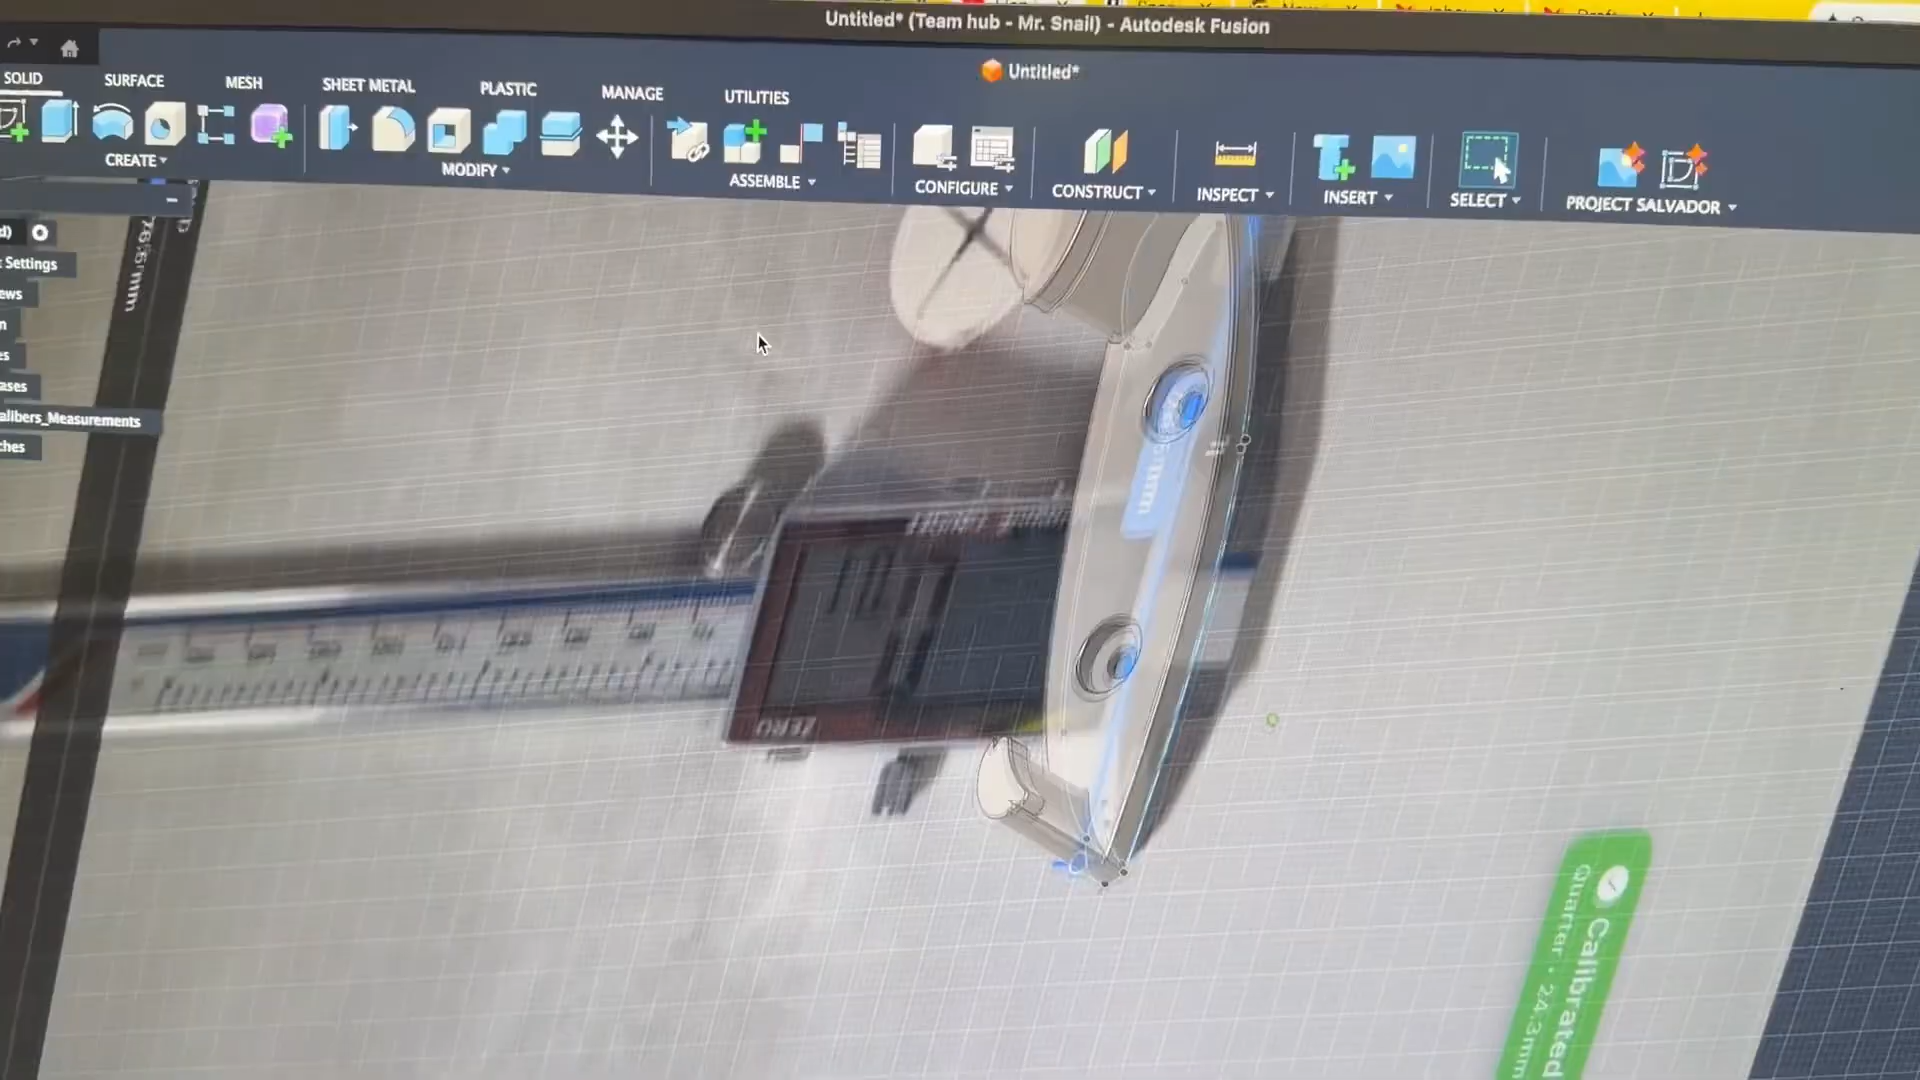 Untitled* (Team hub - Mr. Snail) - Autodesk Fusion
Untitled*
SOLID
SURFACE
MESH
SHEET METAL
PLASTIC
MANAGE
UTILITIES
CREATE
MODIFY
ASSEMBLE
CONFIGURE
CONSTRUCT
INSPECT
INSERT
SELECT
PROJECT SALVADOR
Settings
ews
alibers_Measurements
ches
ZERO
Calibrated
Quarter · 24.3mm